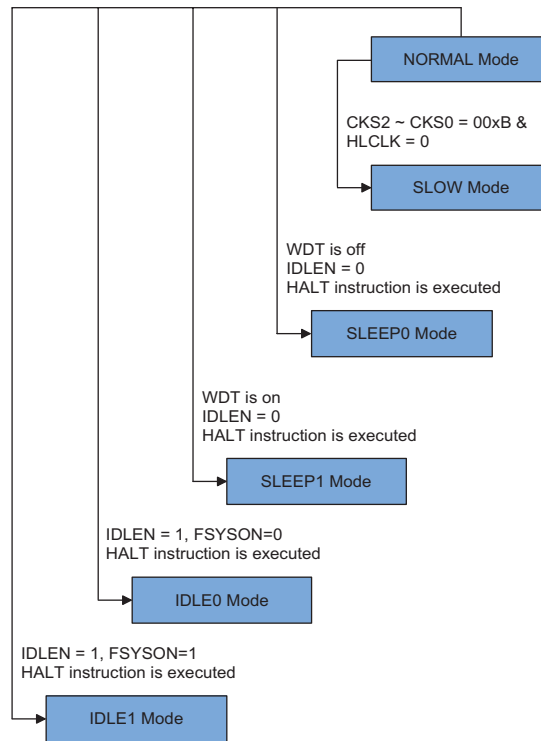 NORMAL Mode
CKS2 ~ CKS0 = 00xB &
HLCLK = 0
SLOW Mode
WDT is off
IDLEN = 0
HALT instruction is executed
SLEEP0 Mode
WDT is on
IDLEN = 0
HALT instruction is executed
SLEEP1 Mode
IDLEN = 1, FSYSON=0
HALT instruction is executed
IDLE0 Mode
IDLEN = 1, FSYSON=1
HALT instruction is executed
IDLE1 Mode